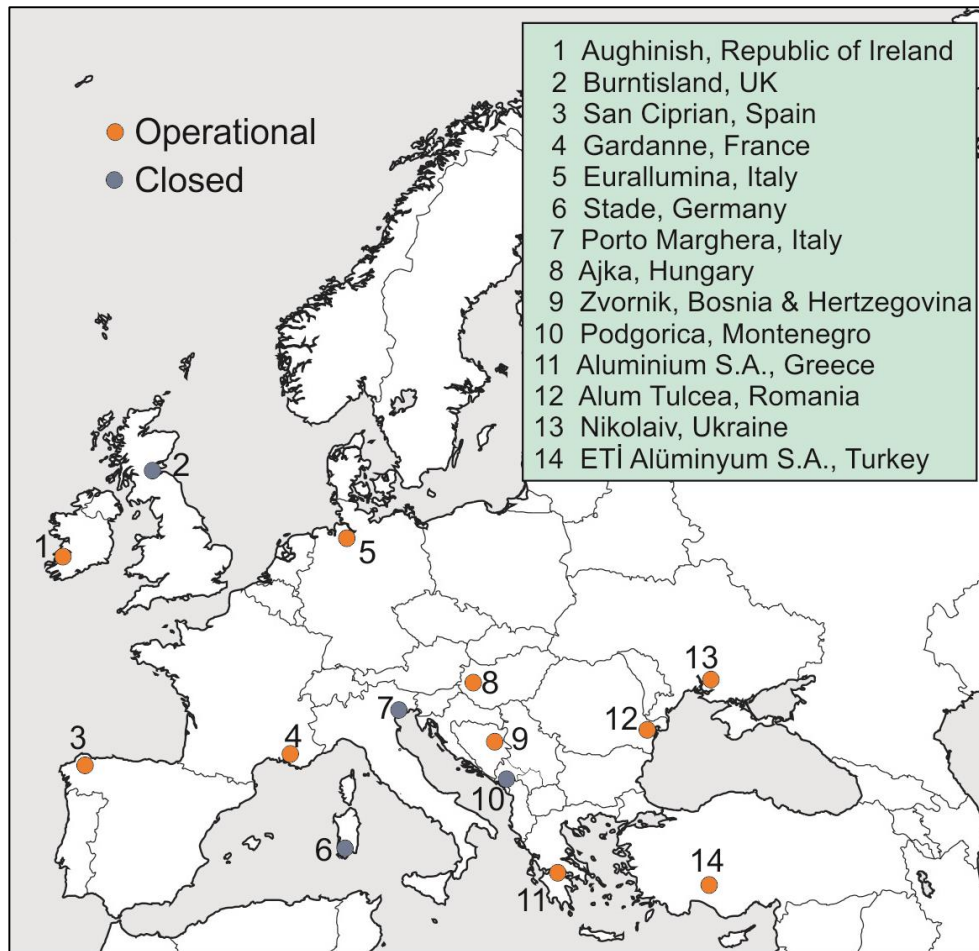 1 Aughinish, Republic of Ireland
2 Burntisland, UK
3 San Ciprian, Spain
4 Gardanne, France
5 Eurallumina, Italy
6 Stade, Germany
7 Porto Marghera, Italy
8 Ajka, Hungary
9 Zvornik, Bosnia & Hertzegovina
10 Podgorica, Montenegro
11 Aluminium S.A., Greece
12 Alum Tulcea, Romania
13 Nikolaiv, Ukraine
14 ETİ Alüminyum S.A., Turkey
Operational
Closed
2
1
5
13
8
7
12
3
4
9
10
6
14
11